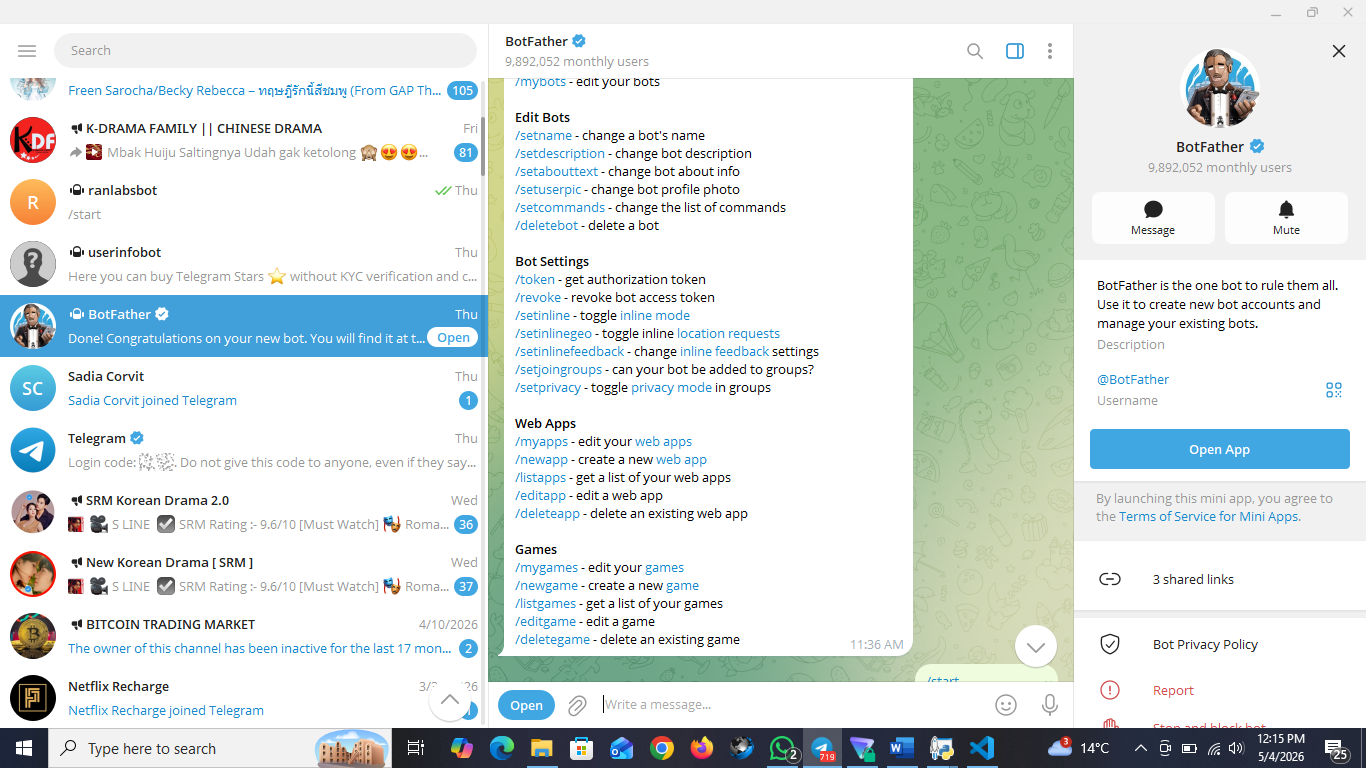 Search
Freen Sarocha/Becky Rebecca – ทฤษฎีรักนี้สีชมพู (From GAP Th...
105
K-DRAMA FAMILY || CHINESE DRAMA
Fri
KDF
Mbak Huiju Saltingnya Udah gak ketolong 🙈😍😍...
81
R
ranlabsbot
Thu
/start
userinfobot
Thu
Here you can buy Telegram Stars ⭐ without KYC verification and c...
BotFather
Thu
Done! Congratulations on your new bot. You will find it at t...
Open
SC
Sadia Corvit
Thu
Sadia Corvit joined Telegram
1
Telegram
Thu
Login code: . Do not give this code to anyone, even if they say...
SRM Korean Drama 2.0
Wed
S LINE ☑ SRM Rating :- 9.6/10 [Must Watch] 🎭 Roma...
36
New Korean Drama [ SRM ]
Wed
S LINE ☑ SRM Rating :- 9.6/10 [Must Watch] 🎭 Roma...
37
BITCOIN TRADING MARKET
4/10/2026
The owner of this channel has been inactive for the last 17 mon...
2
Netflix Recharge
Netflix Recharge joined Telegram
BotFather
9,892,052 monthly users
/mybots - edit your bots
Edit Bots
/setname - change a bot's name
/setdescription - change bot description
/setabouttext - change bot about info
/setuserpic - change bot profile photo
/setcommands - change the list of commands
/deletebot - delete a bot
Bot Settings
/token - get authorization token
/revoke - revoke bot access token
/setinline - toggle inline mode
/setinlinegeo - toggle inline location requests
/setinlinefeedback - change inline feedback settings
/setjoingroups - can your bot be added to groups?
/setprivacy - toggle privacy mode in groups
Web Apps
/myapps - edit your web apps
/newapp - create a new web app
/listapps - get a list of your web apps
/editapp - edit a web app
/deleteapp - delete an existing web app
Games
/mygames - edit your games
/newgame - create a new game
/listgames - get a list of your games
/editgame - edit a game
/deletegame - delete an existing game
11:36 AM
/start
Open
Write a message...
BotFather
9,892,052 monthly users
Message
Mute
BotFather is the one bot to rule them all.
Use it to create new bot accounts and
manage your existing bots.
Description
@BotFather
Username
Open App
By launching this mini app, you agree to
the Terms of Service for Mini Apps.
3 shared links
Bot Privacy Policy
Report
Stop and block bot
Type here to search
2
719
3
14°C
12:15 PM
5/4/2026
25